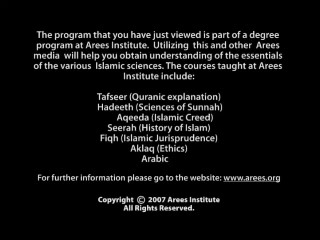 The program that you have just viewed is part of a degree
program at Arees Institute. Utilizing this and other Arees
media will help you obtain understanding of the essentials
of the various Islamic sciences. The courses taught at Arees
Institute include:
Tafseer (Quranic explanation)
Hadeeth (Sciences of Sunnah)
Aqeeda (Islamic Creed)
Seerah (History of Islam)
Fiqh (Islamic Jurisprudence)
Aklaq (Ethics)
Arabic
For further information please go to the website: www.arees.org
Copyright © 2007 Arees Institute
All Rights Reserved.